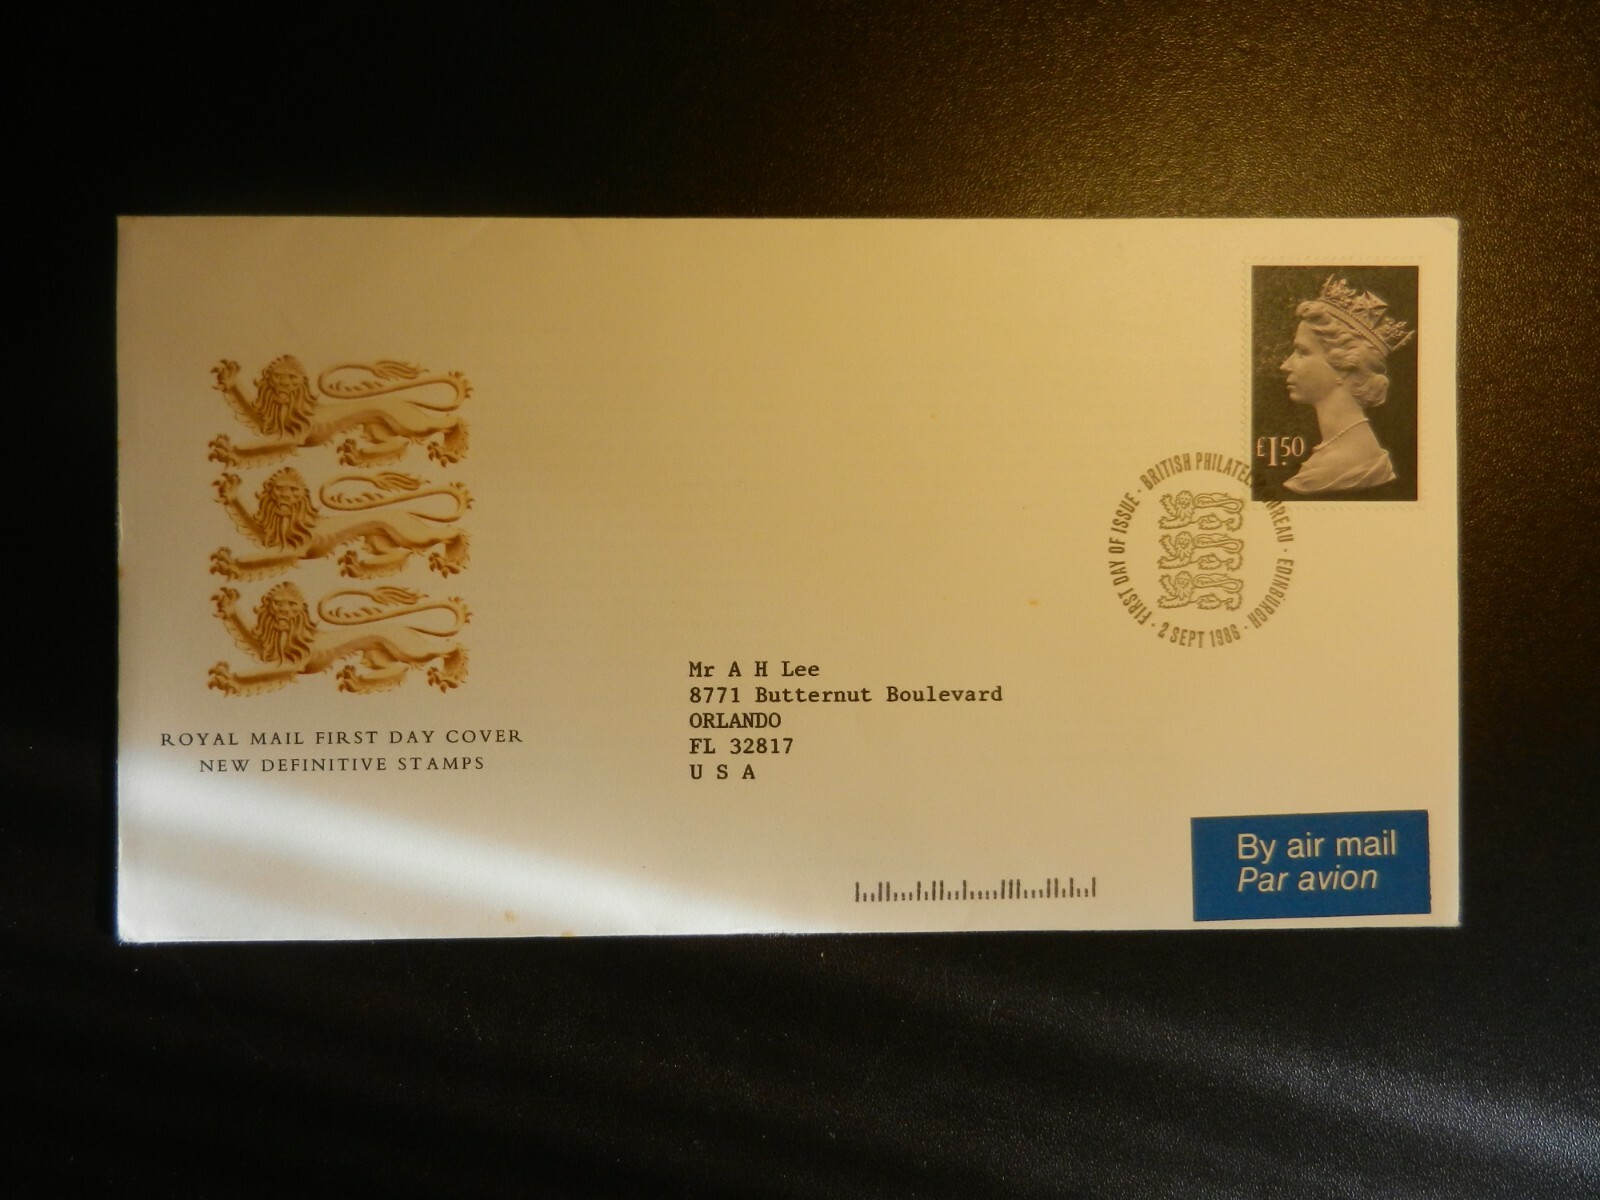 £1.50
FIRST DAY OF ISSUE · BRITISH PHILATELIC BUREAU · EDINBURGH · 2 SEPT 1986 ·
Mr A H Lee
8771 Butternut Boulevard
ORLANDO
FL 32817
U S A
ROYAL MAIL FIRST DAY COVER
NEW DEFINITIVE STAMPS
By air mail
Par avion